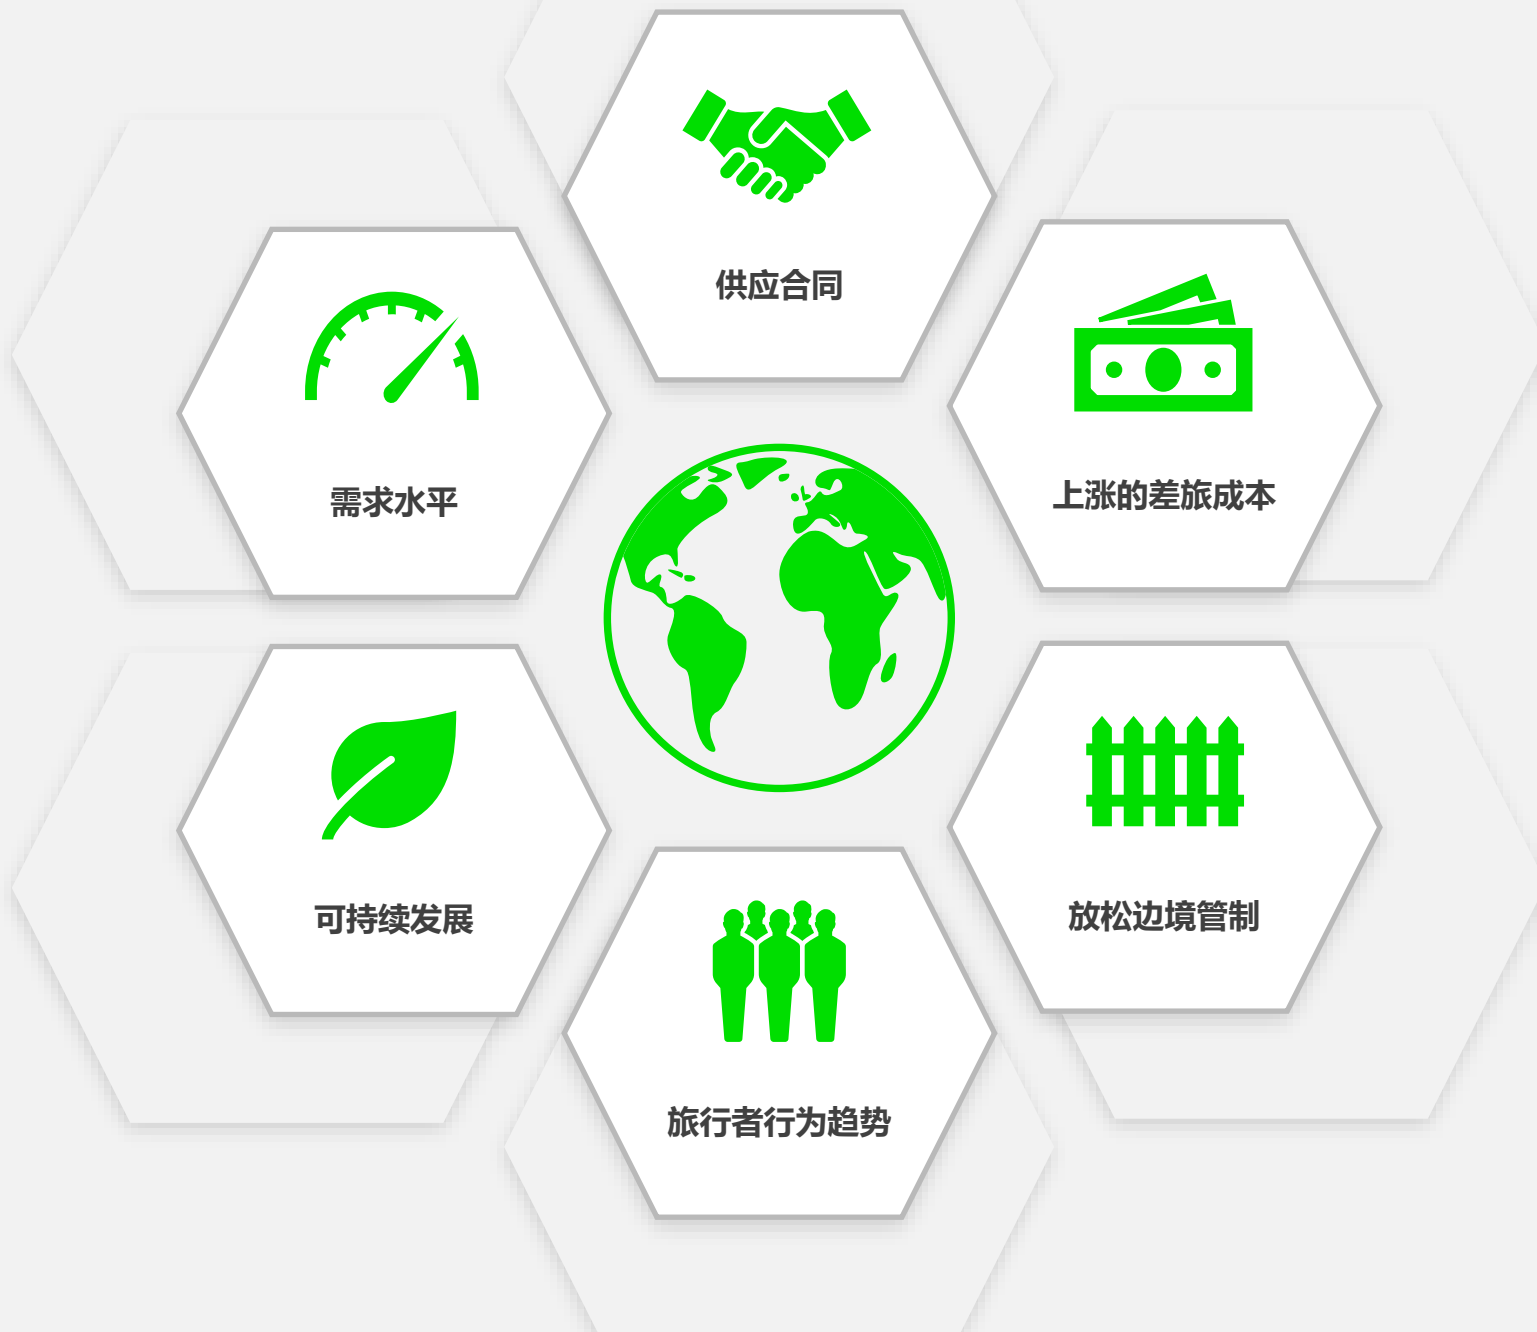 供应合同
需求水平
上涨的差旅成本
可持续发展
放松边境管制
旅行者行为趋势